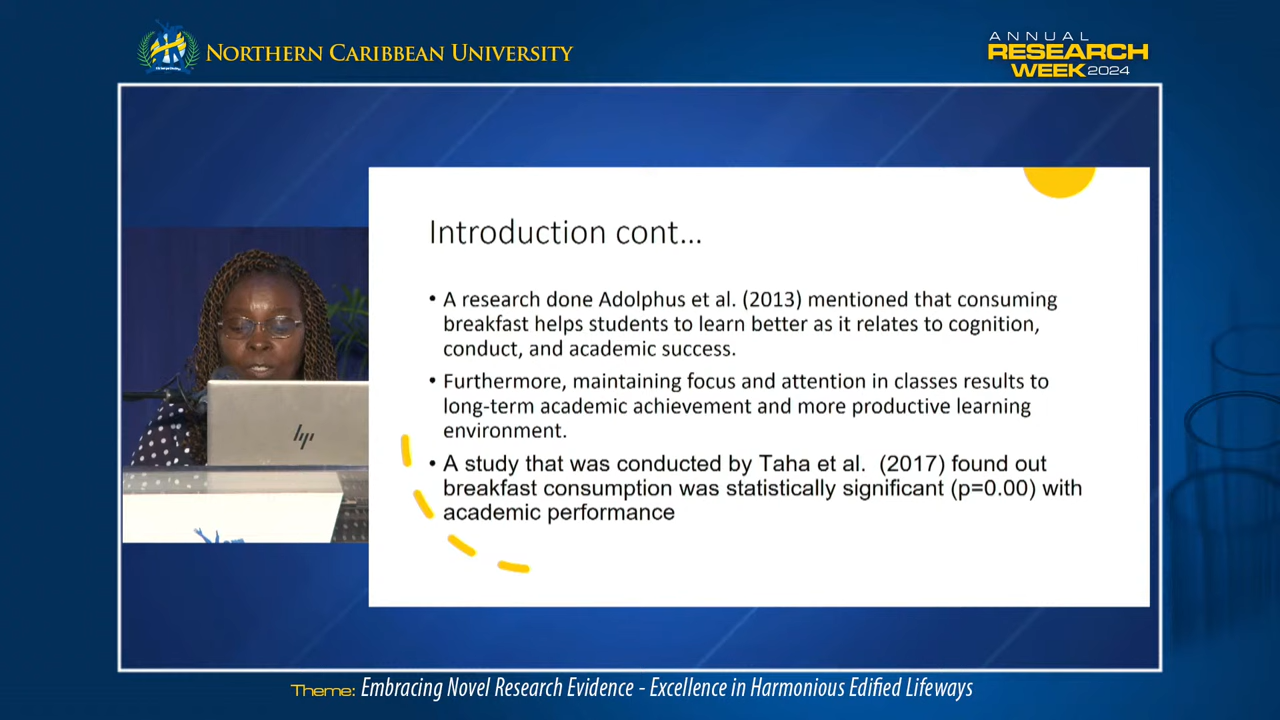 NORTHERN CARIBBEAN UNIVERSITY
ANNUAL
RESEARCH
WEEK 2024
Introduction cont...
• A research done Adolphus et al. (2013) mentioned that consuming
breakfast helps students to learn better as it relates to cognition,
conduct, and academic success.
• Furthermore, maintaining focus and attention in classes results to
long-term academic achievement and more productive learning
environment.
• A study that was conducted by Taha et al.  (2017) found out
breakfast consumption was statistically significant (p=0.00) with
academic performance
hp
Theme: Embracing Novel Research Evidence - Excellence in Harmonious Edified Lifeways